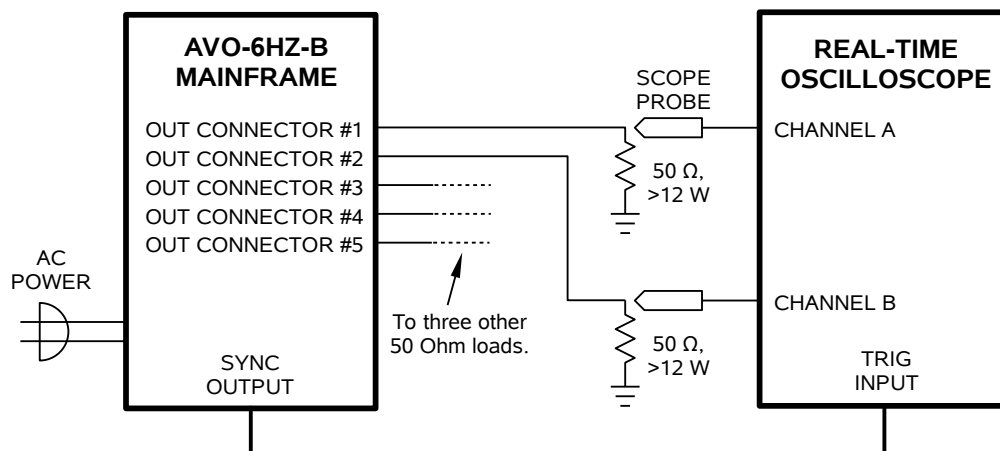 AVO-6HZ-B
MAINFRAME
OUT CONNECTOR #1
OUT CONNECTOR #2
OUT CONNECTOR #3
OUT CONNECTOR #4
OUT CONNECTOR #5
AC
POWER
SYNC
OUTPUT
To three other
50 Ohm loads.
SCOPE
PROBE
50 Ω,
>12 W
50 Ω,
>12 W
REAL-TIME
OSCILLOSCOPE
CHANNEL A
CHANNEL B
TRIG
INPUT